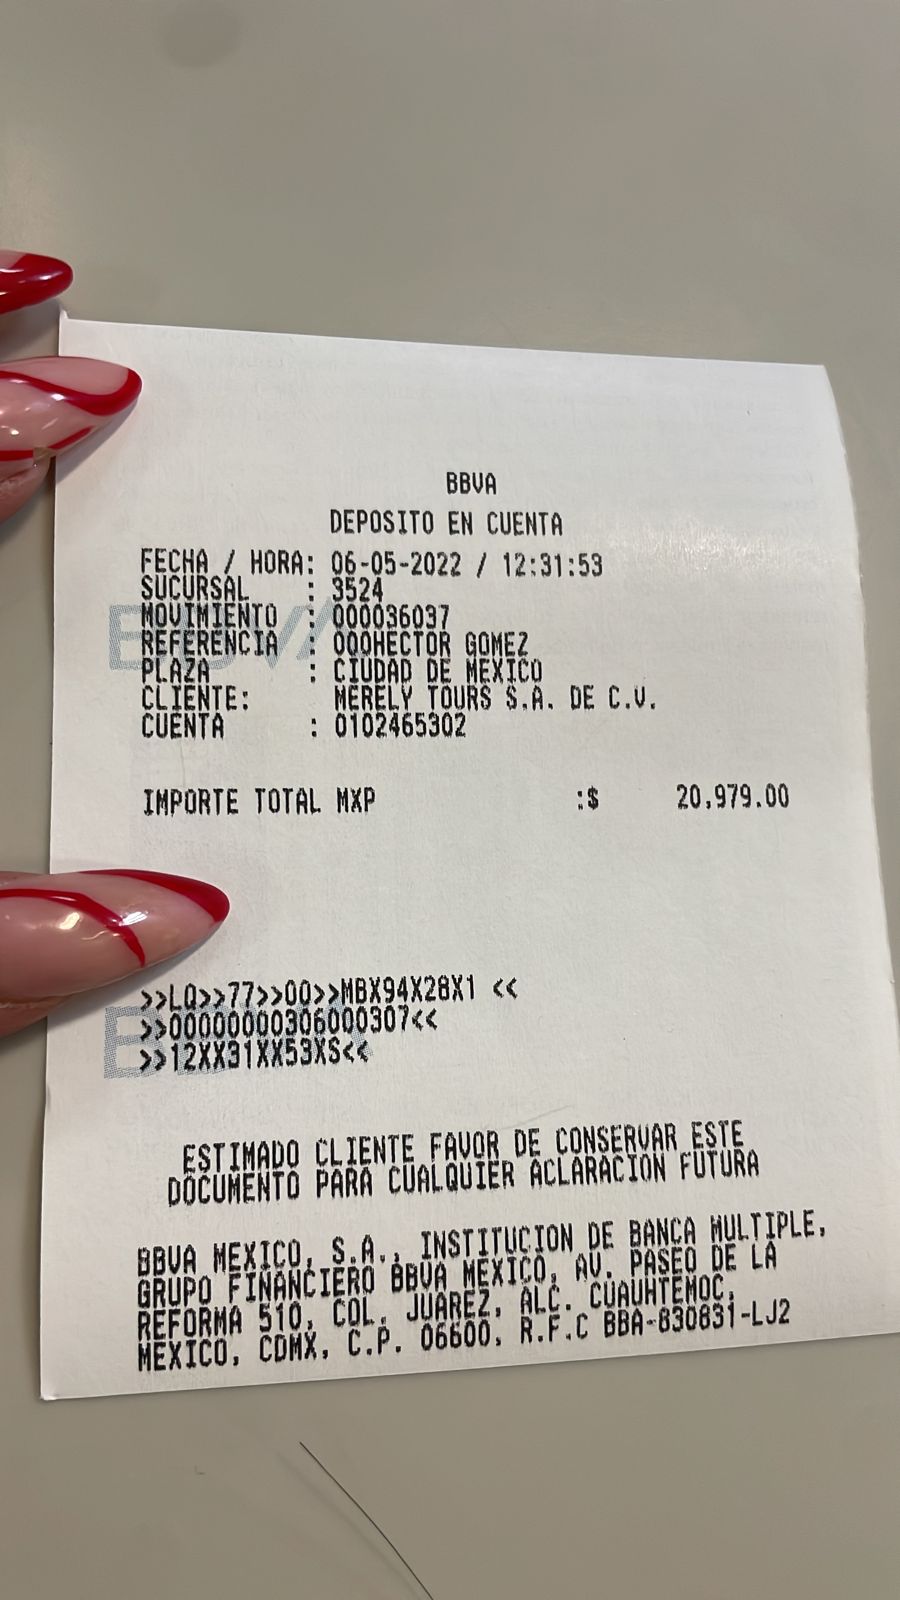 BBVA
DEPOSITO EN CUENTA
FECHA / HORA: 06-05-2022 / 12:31:53
SUCURSAL : 3524
MOVIMIENTO : 000036037
REFERENCIA : 000HECTOR GOMEZ
PLAZA : CIUDAD DE MEXICO
CLIENTE: MERELY TOURS S.A. DE C.V.
CUENTA : 0102465302
IMPORTE TOTAL MXP :$ 20,979.00
>>LQ>>77>>00>>MBX94X28X1 <<
>>00000000306000307<<
>>12XX31XX53XS<<
ESTIMADO CLIENTE FAVOR DE CONSERVAR ESTE
DOCUMENTO PARA CUALQUIER ACLARACION FUTURA
BBVA MEXICO, S.A., INSTITUCION DE BANCA MULTIPLE,
GRUPO FINANCIERO BBVA MEXICO, AV. PASEO DE LA
REFORMA 510, COL. JUAREZ, ALC. CUAUHTEMOC,
MEXICO, CDMX, C.P. 06600, R.F.C BBA-830831-LJ2